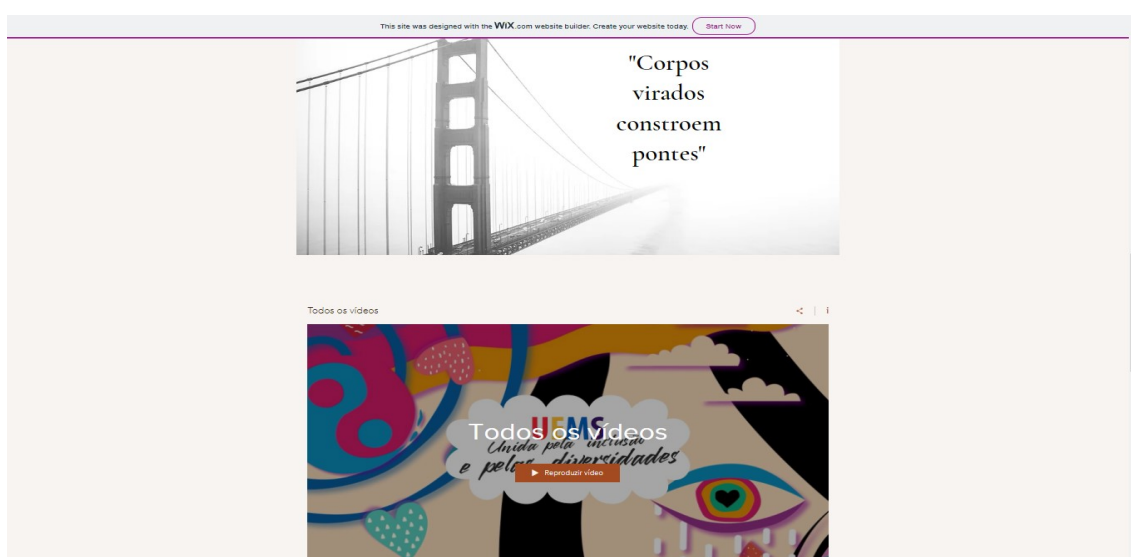 This site was designed with the WiX.com website builder. Create your website today. Start Now
"Corpos
virados
constroem
pontes"
Todos os vídeos
UFMS
Todos os vídeos
Unida pela inclusão
e pelas diversidades
Reproduzir vídeo